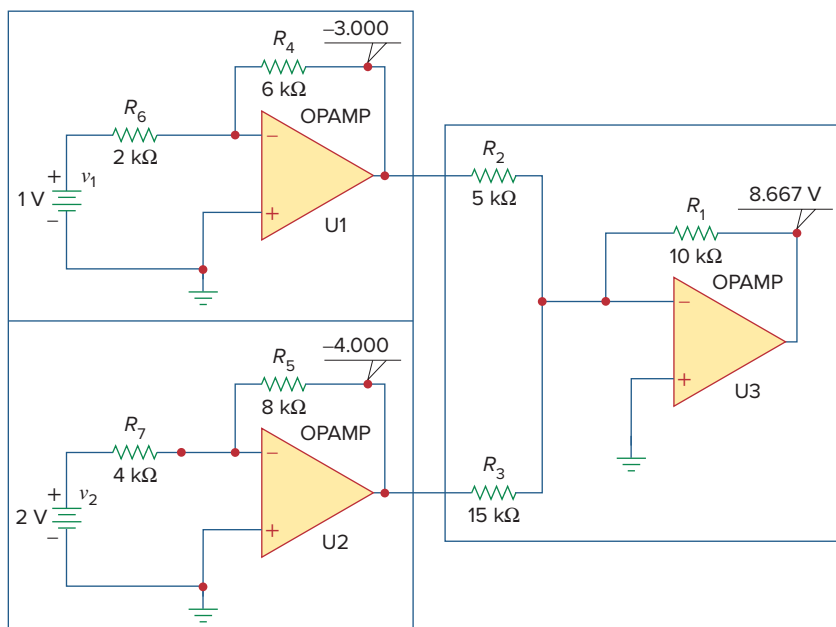 −3.000
R4
6 kΩ
OPAMP
R6
2 kΩ
−
+
v1
1 V
−
+
U1
R2
5 kΩ
8.667 V
R1
10 kΩ
OPAMP
−
+
U3
−4.000
R5
8 kΩ
OPAMP
R7
4 kΩ
−
+
v2
2 V
−
+
U2
R3
15 kΩ